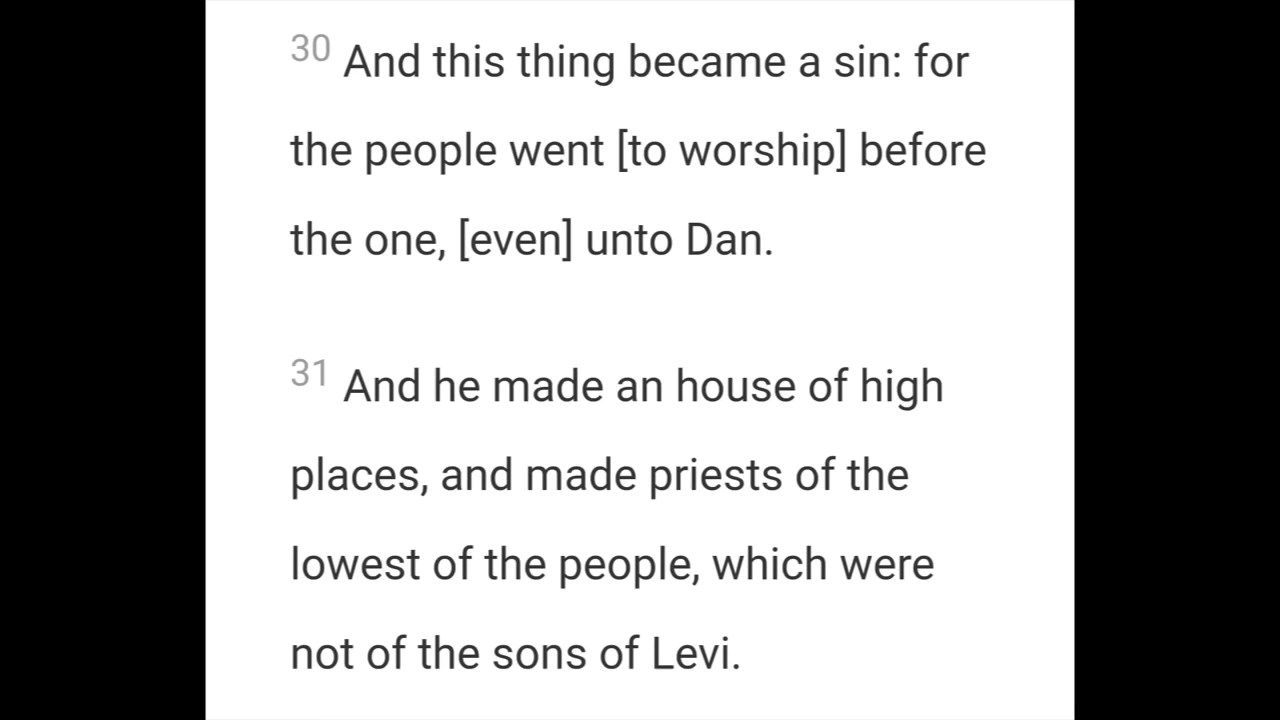 30 And this thing became a sin: for
the people went [to worship] before
the one, [even] unto Dan.
31 And he made an house of high
places, and made priests of the
lowest of the people, which were
not of the sons of Levi.